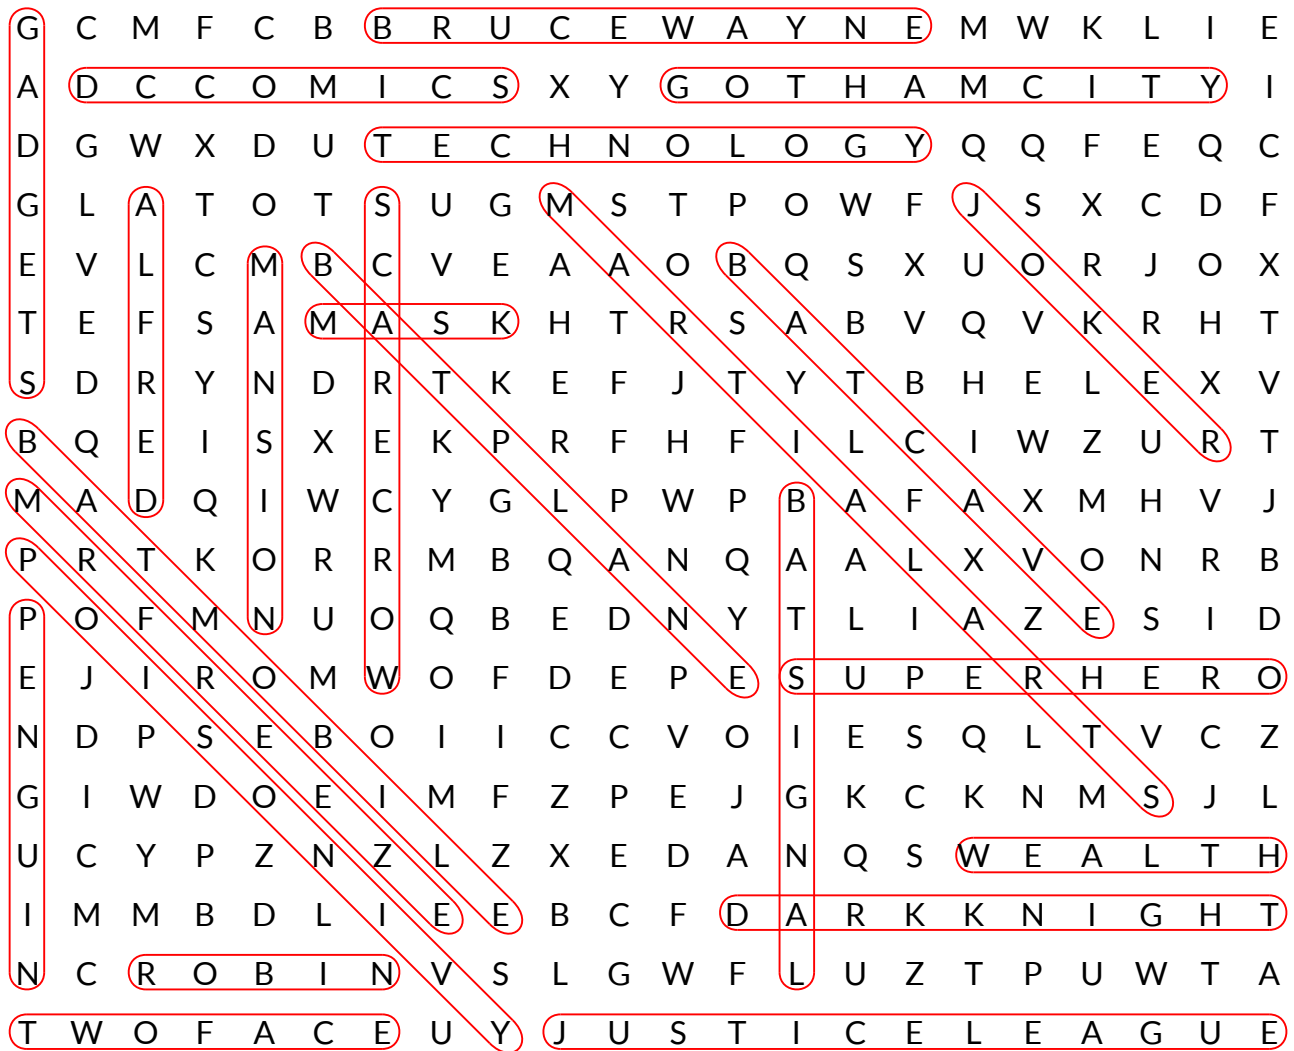 G C M F C B B R U C E W A Y N E M W K L I E
A D C C O M I C S X Y G O T H A M C I T Y I
D G W X D U T E C H N O L O G Y Q Q F E Q C
G L A T O T S U G M S T P O W F J S X C D F
E V L C M B C V E A A O B Q S X U O R J O X
T E F S A M A S K H T R S A B V Q V K R H T
S D R Y N D R T K E F J T Y T B H E L E X V
B Q E I S X E K P R F H F I L C I W Z U R T
M A D Q I W C Y G L P W P B A F A X M H V J
P R T K O R R M B Q A N Q A A L X V O N R B
P O F M N U O Q B E D N Y T L I A Z E S I D
E J I R O M W O F D E P E S U P E R H E R O
N D P S E B O I I C C V O I E S Q L T V C Z
G I W D O E I M F Z P E J G K C K N M S J L
U C Y P Z N Z L Z X E D A N Q S W E A L T H
I M M B D L I E E B C F D A R K K N I G H T
N C R O B I N V S L G W F L U Z T P U W T A
T W O F A C E U Y J U S T I C E L E A G U E